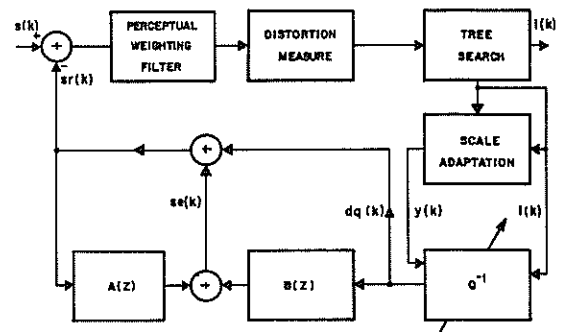 s(k)
+
+
-
sr(k)
PERCEPTUAL
WEIGHTING
FILTER
DISTORTION
MEASURE
TREE
SEARCH
I(k)
SCALE
ADAPTATION
+
se(k)
dq(k)
y(k)
I(k)
A(Z)
+
B(Z)
Q⁻¹